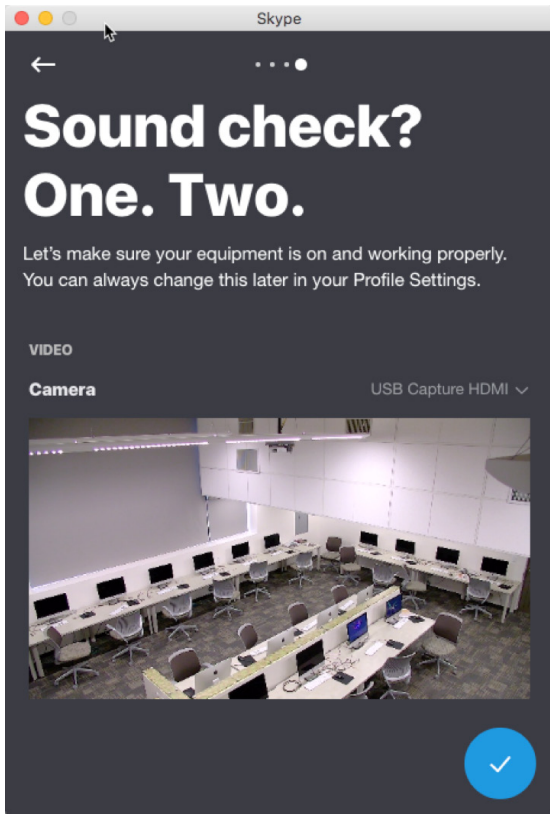 Skype
Sound check?
One. Two.
Let’s make sure your equipment is on and working properly.
You can always change this later in your Profile Settings.
VIDEO
Camera
USB Capture HDMI